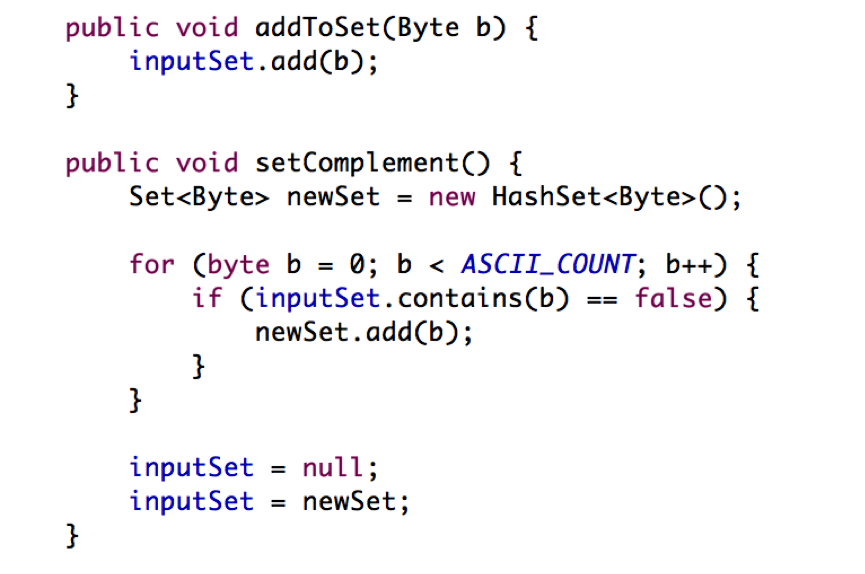 public void addToSet(Byte b) {
    inputSet.add(b);
}

public void setComplement() {
    Set<Byte> newSet = new HashSet<Byte>();

    for (byte b = 0; b < ASCII_COUNT; b++) {
        if (inputSet.contains(b) == false) {
            newSet.add(b);
        }
    }

    inputSet = null;
    inputSet = newSet;
}